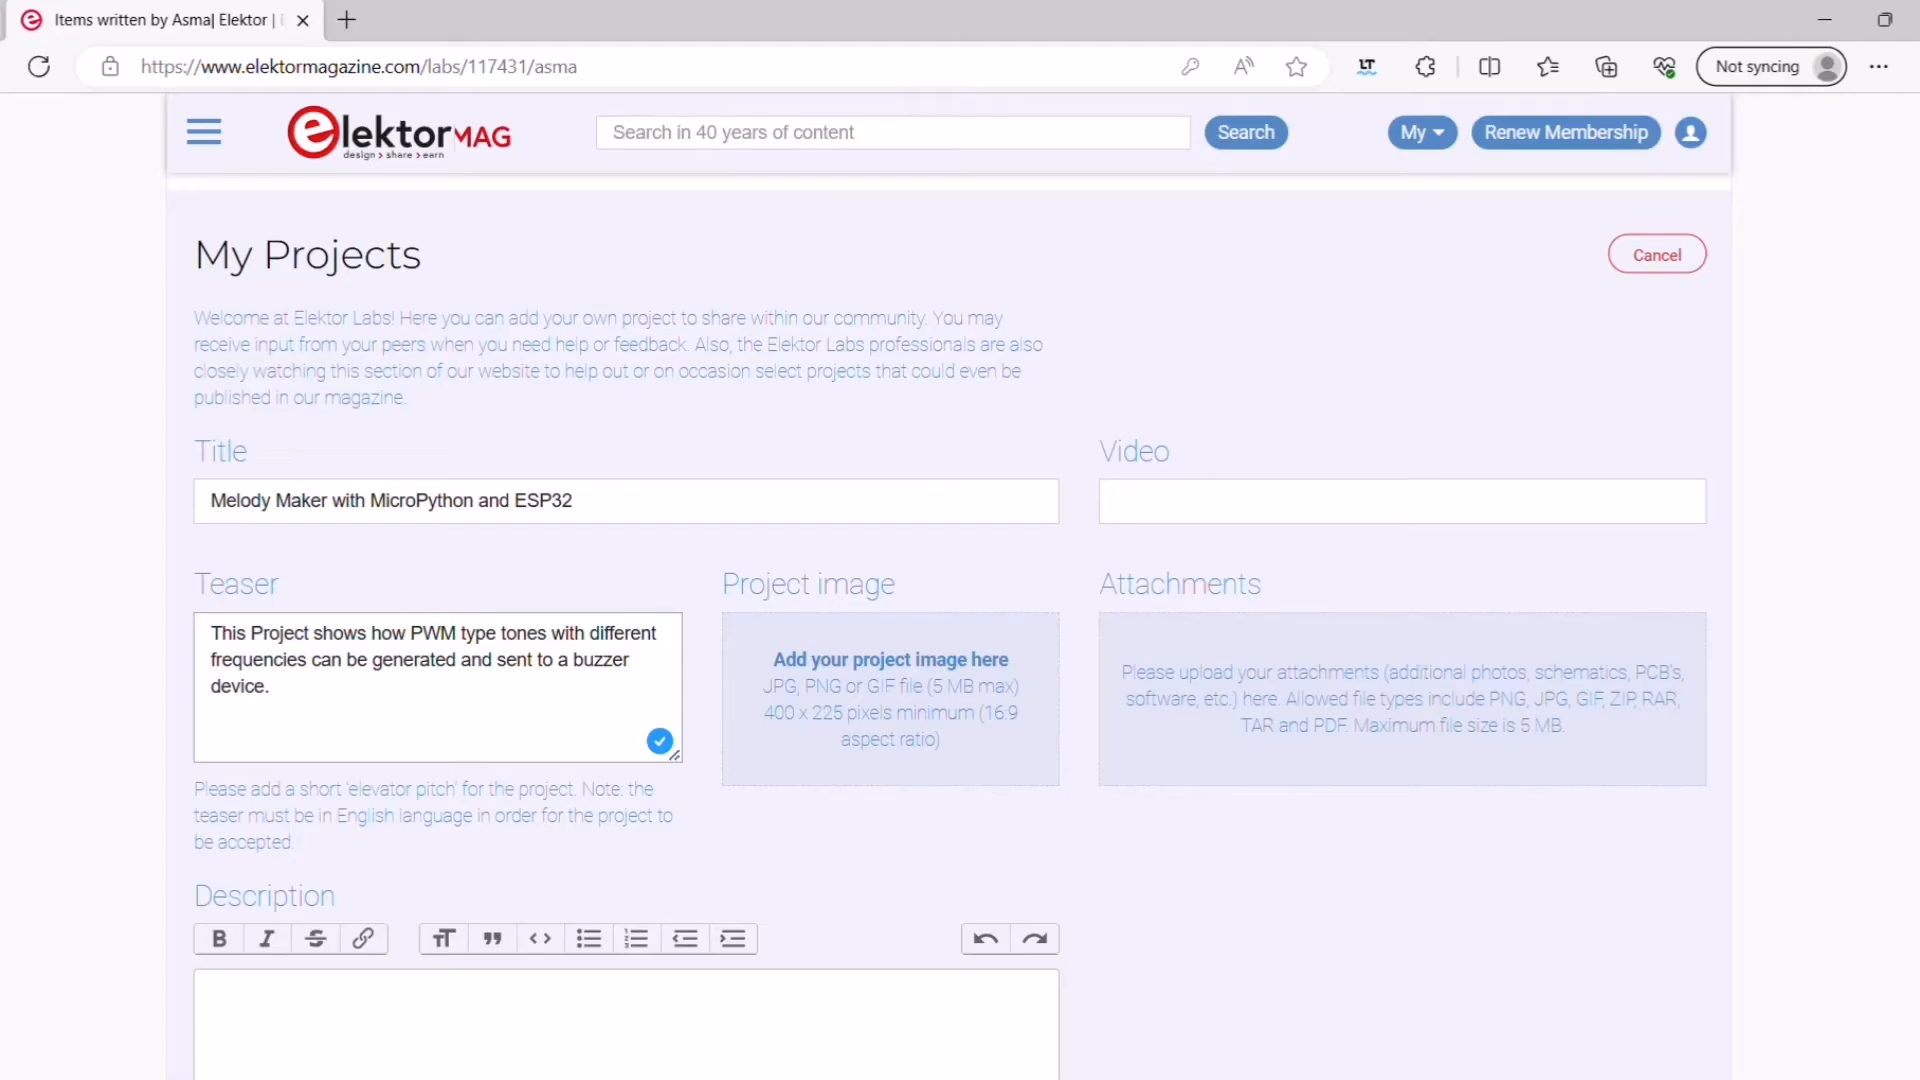 Items written by Asma| Elektor |
https://www.elektormagazine.com/labs/117431/asma
LT
Not syncing
elektorMAG
design > share > earn
Search in 40 years of content
Search
My
Renew Membership
My Projects
Cancel
Welcome at Elektor Labs! Here you can add your own project to share within our community. You may
receive input from your peers when you need help or feedback. Also, the Elektor Labs professionals are also
closely watching this section of our website to help out or on occasion select projects that could even be
published in our magazine.
Title
Video
Melody Maker with MicroPython and ESP32
Teaser
Project image
Attachments
This Project shows how PWM type tones with different
frequencies can be generated and sent to a buzzer
device.
Add your project image here
JPG, PNG or GIF file (5 MB max)
400 x 225 pixels minimum (16:9
aspect ratio)
Please upload your attachments (additional photos, schematics, PCB's,
software, etc.) here. Allowed file types include PNG, JPG, GIF, ZIP, RAR,
TAR and PDF. Maximum file size is 5 MB.
Please add a short 'elevator pitch' for the project. Note: the
teaser must be in English language in order for the project to
be accepted.
Description